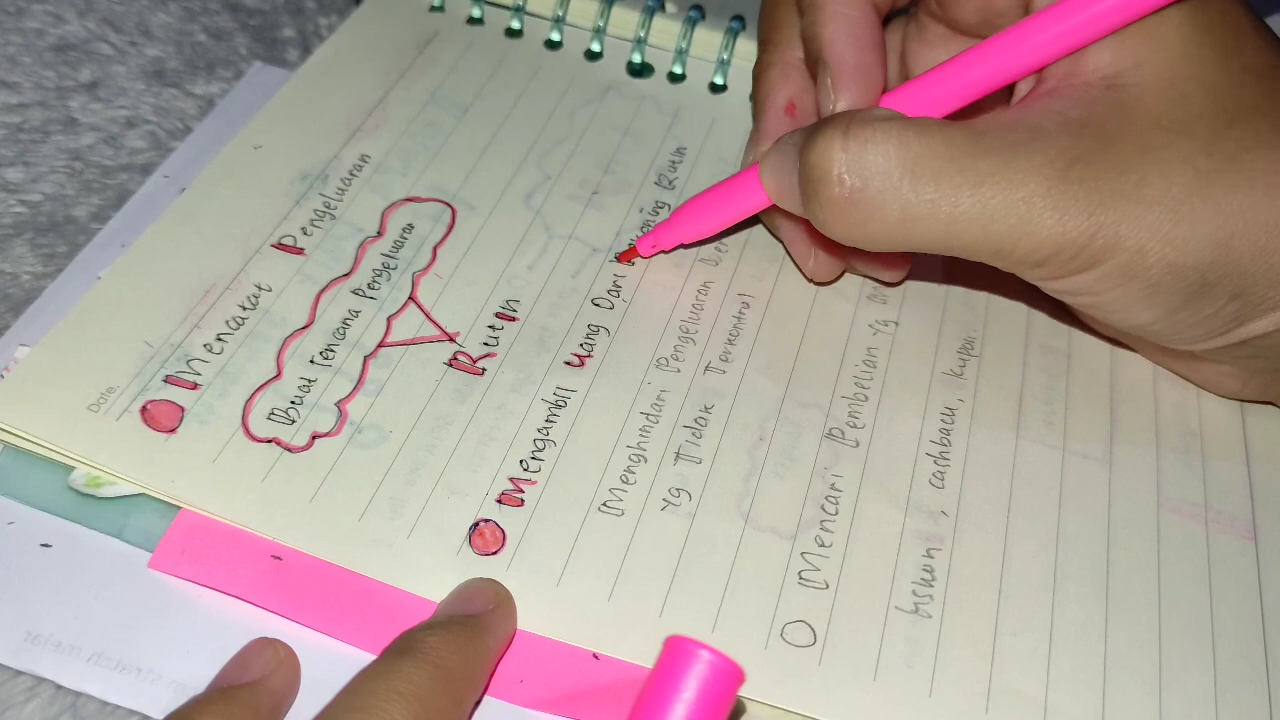 Date.
Mencatat Pengeluaran
Buat rencana Pengeluaran
Rutin
Mengambil uang Dari Rutin
Menghindari Pengeluaran
Yg Tidak Terkontrol
Mencari Pembelian Yg
diskon, cashback, kupon.